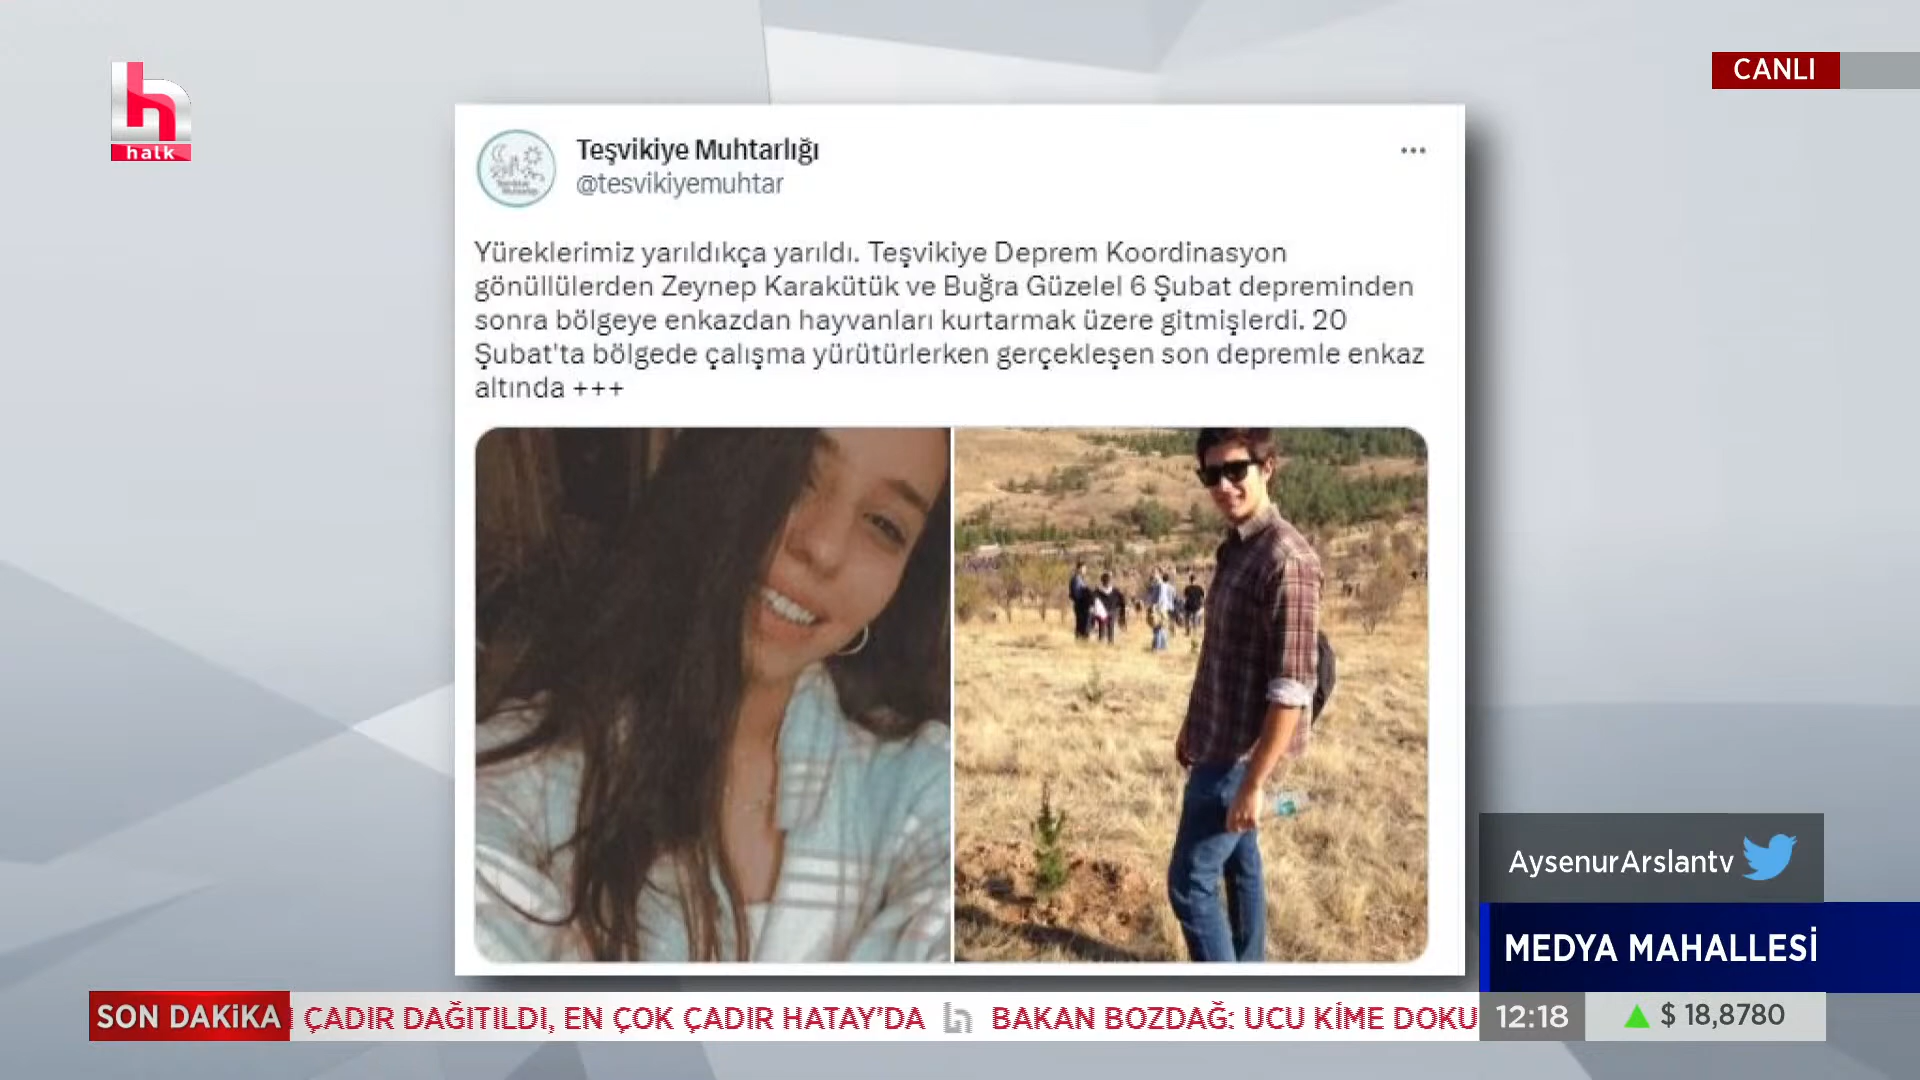 halk
CANLI
Teşvikiye Muhtarlığı
@tesvikiyemuhtar
Yüreklerimiz yarıldıkça yarıldı. Teşvikiye Deprem Koordinasyon
gönüllülerden Zeynep Karakütük ve Buğra Güzelel 6 Şubat depreminden
sonra bölgeye enkazdan hayvanları kurtarmak üzere gitmişlerdi. 20
Şubat'ta bölgede çalışma yürütürlerken gerçekleşen son depremle enkaz
altında +++
AysenurArslantv
MEDYA MAHALLESİ
SON DAKİKA
ÇADIR DAĞITILDI, EN ÇOK ÇADIR HATAY'DA
BAKAN BOZDAĞ: UCU KİME DOKU
12:18
$ 18,8780